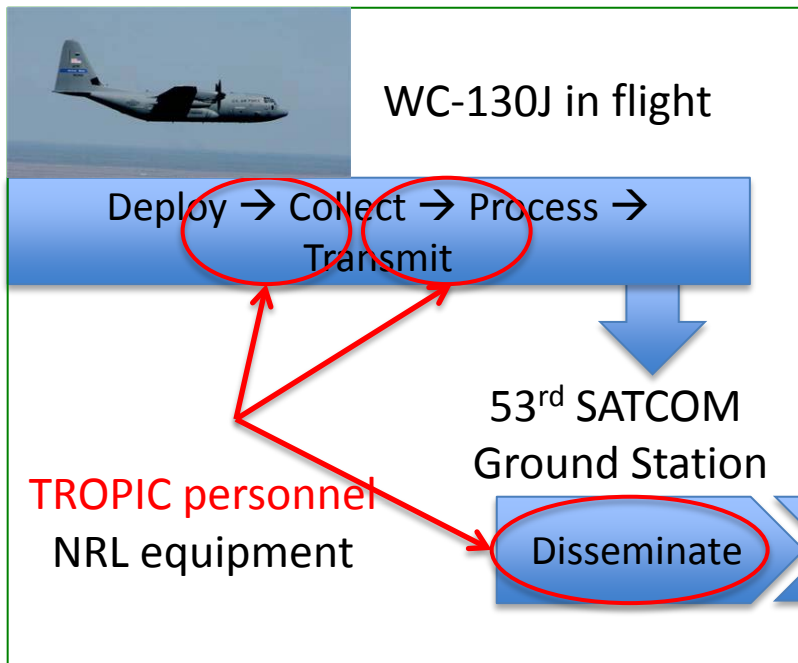 WC-130J in flight
Deploy → Collect → Process →
Transmit
53rd SATCOM
Ground Station
TROPIC personnel
NRL equipment
Disseminate